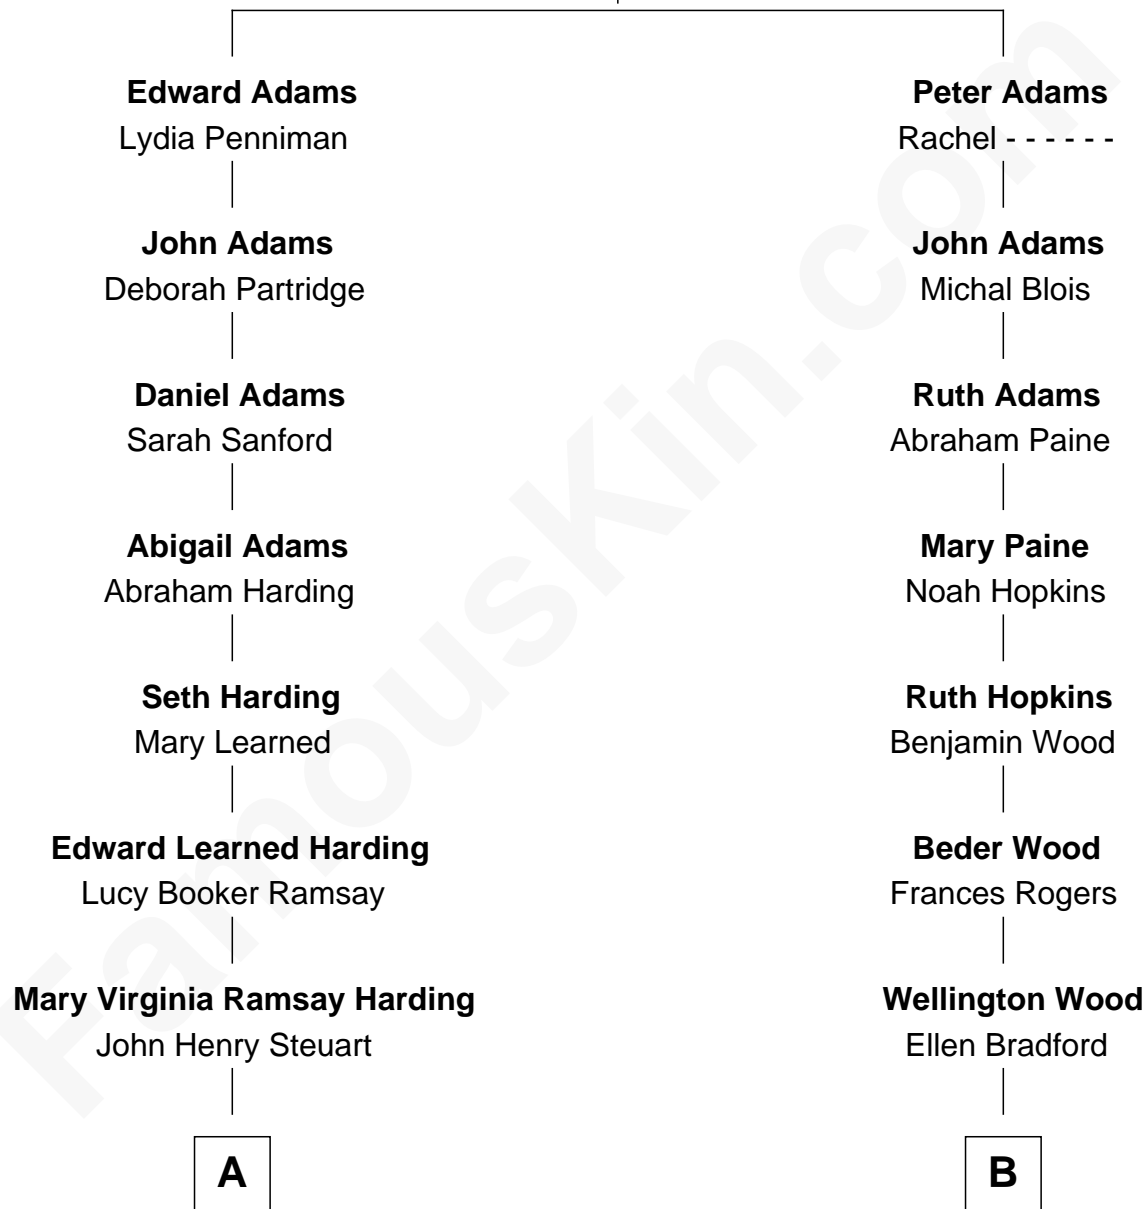 Edward Adams
Lydia Penniman
John Adams
Deborah Partridge
Daniel Adams
Sarah Sanford
Abigail Adams
Abraham Harding
Seth Harding
Mary Learned
Edward Learned Harding
Lucy Booker Ramsay
Mary Virginia Ramsay Harding
John Henry Steuart
A
Peter Adams
Rachel - - - - - -
John Adams
Michal Blois
Ruth Adams
Abraham Paine
Mary Paine
Noah Hopkins
Ruth Hopkins
Benjamin Wood
Beder Wood
Frances Rogers
Wellington Wood
Ellen Bradford
B
FamousKin.com